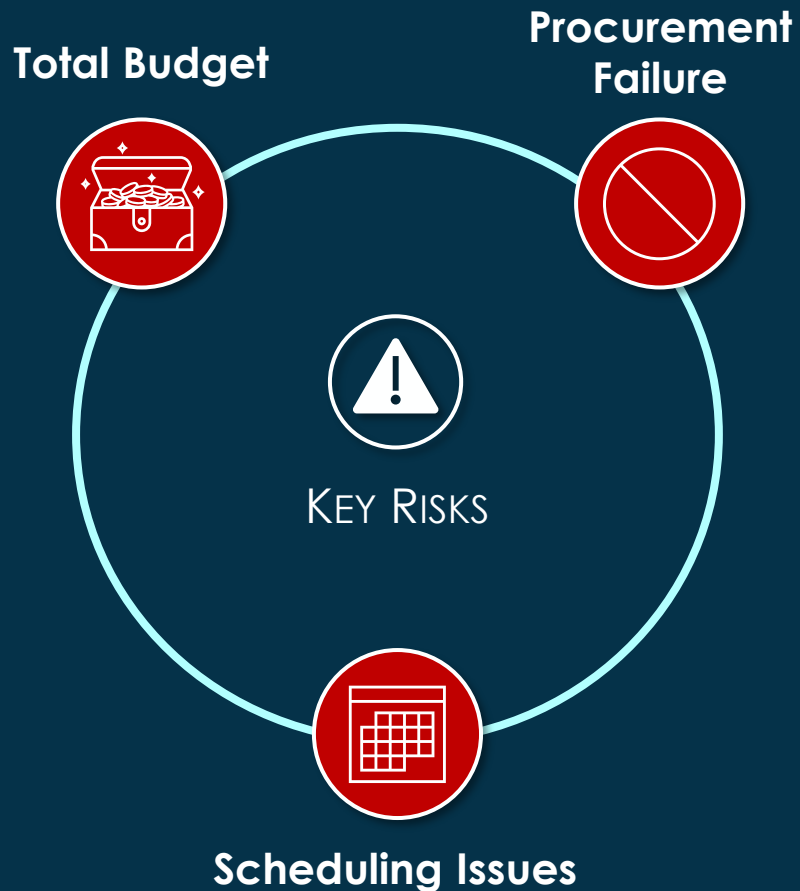 Total Budget
Procurement
Failure
Key Risks
Scheduling Issues